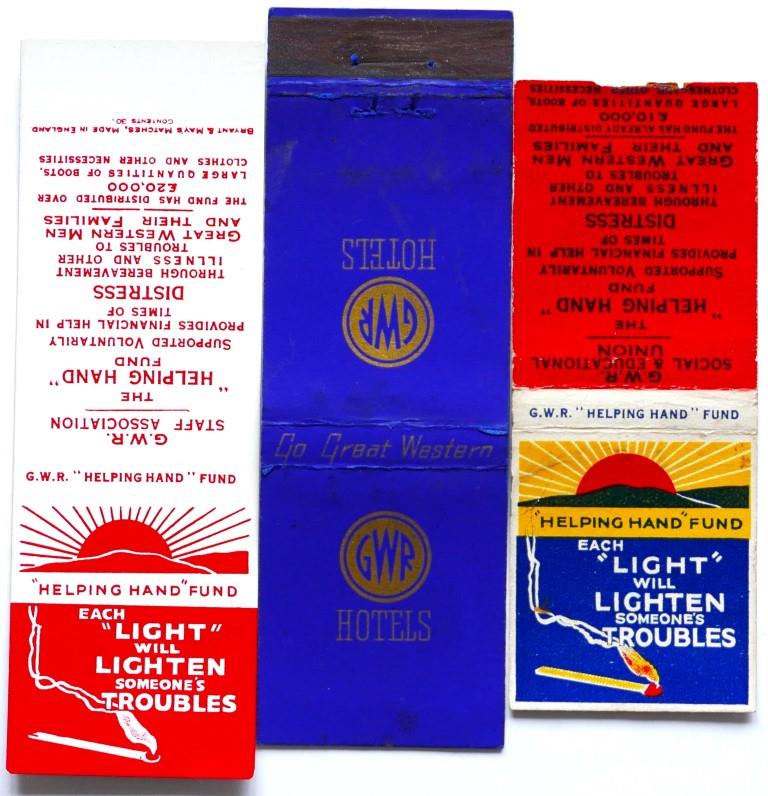 G.W.R.
STAFF ASSOCIATION
THE
"HELPING HAND"
FUND
SUPPORTED VOLUNTARILY
PROVIDES FINANCIAL HELP IN
TIMES OF
DISTRESS
THROUGH BEREAVEMENT
ILLNESS AND OTHER
TROUBLES TO
GREAT WESTERN MEN
AND THEIR FAMILIES
THE FUND HAS DISTRIBUTED OVER
£20,000
LARGE QUANTITIES OF BOOTS.
CLOTHES AND OTHER NECESSITIES
BRYANT & MAY'S MATCHES, MADE IN ENGLAND
CONTENTS 30.
G.W.R. "HELPING HAND" FUND
"HELPING HAND" FUND
EACH
"LIGHT"
WILL
LIGHTEN
SOMEONE'S
TROUBLES
GWR
HOTELS
Go Great Western
GWR
HOTELS
G.W.R.
SOCIAL & EDUCATIONAL
UNION
THE
"HELPING HAND"
FUND
SUPPORTED VOLUNTARILY
PROVIDES FINANCIAL HELP IN
TIMES OF
DISTRESS
THROUGH BEREAVEMENT
ILLNESS AND OTHER
TROUBLES TO
GREAT WESTERN MEN
AND THEIR FAMILIES
THE FUND HAS ALREADY DISTRIBUTED
£10,000
LARGE QUANTITIES OF BOOTS,
CLOTHES AND OTHER NECESSITIES
G.W.R. "HELPING HAND" FUND
"HELPING HAND" FUND
EACH
"LIGHT"
WILL
LIGHTEN
SOMEONE'S
TROUBLES